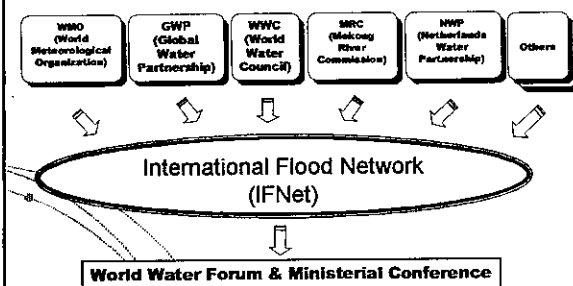 WMO
(World
Meteorological
Organization)
GWP
(Global
Water
Partnership)
WWC
(World
Water
Council)
MRC
(Mekong
River
Commission)
NWP
(Netherlands
Water
Partnership)
Others
International Flood Network
(IFNet)
World Water Forum & Ministerial Conference